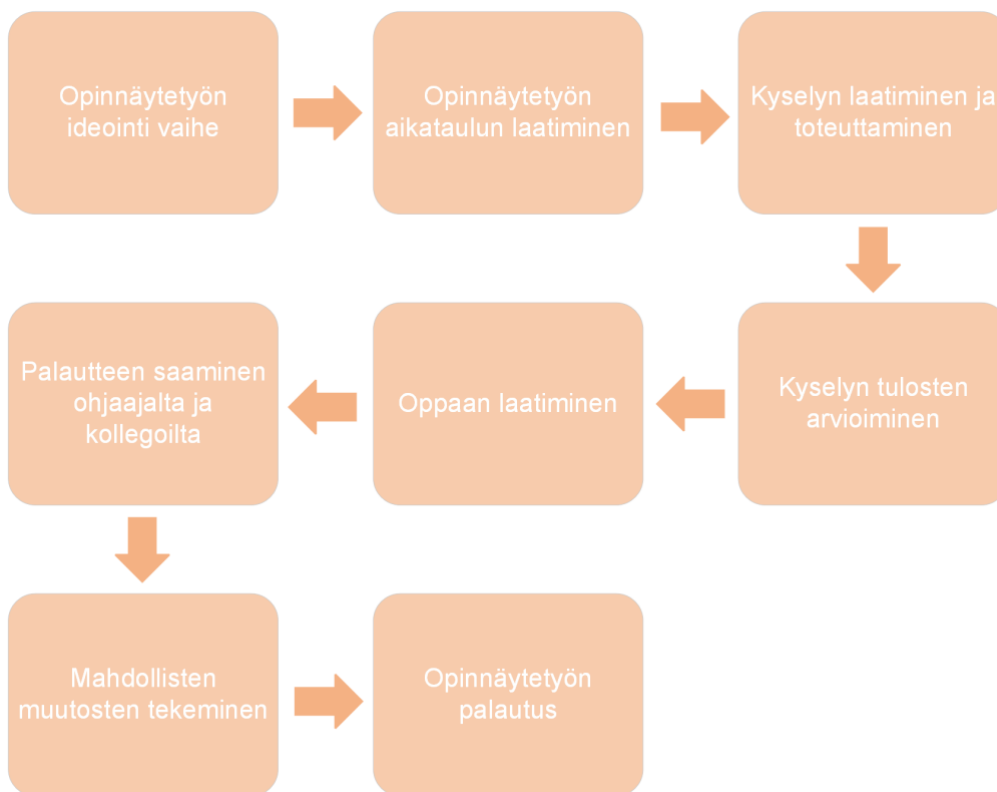 Opinnäytetyön
ideointi vaihe
Opinnäytetyön
aikataulun laatiminen
Kyselyn laatiminen ja
toteuttaminen
Kyselyn tulosten
arvioiminen
Oppaan laatiminen
Palautteen saaminen
ohjaajalta ja
kollegoilta
Mahdollisten
muutosten tekeminen
Opinnäytetyön
palautus